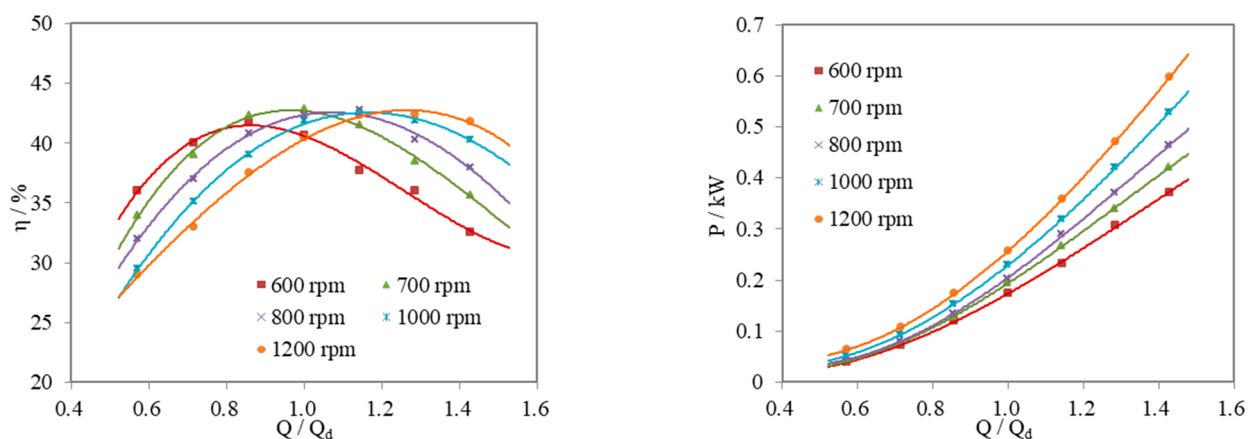 50
45
40
35
30
25
20
η / %
600 rpm 700 rpm
800 rpm 1000 rpm
1200 rpm
0.4 0.6 0.8 1.0 1.2 1.4 1.6
Q / Qd
0.7
0.6
0.5
0.4
0.3
0.2
0.1
0
P / kW
600 rpm
700 rpm
800 rpm
1000 rpm
1200 rpm
0.4 0.6 0.8 1.0 1.2 1.4 1.6
Q / Qd